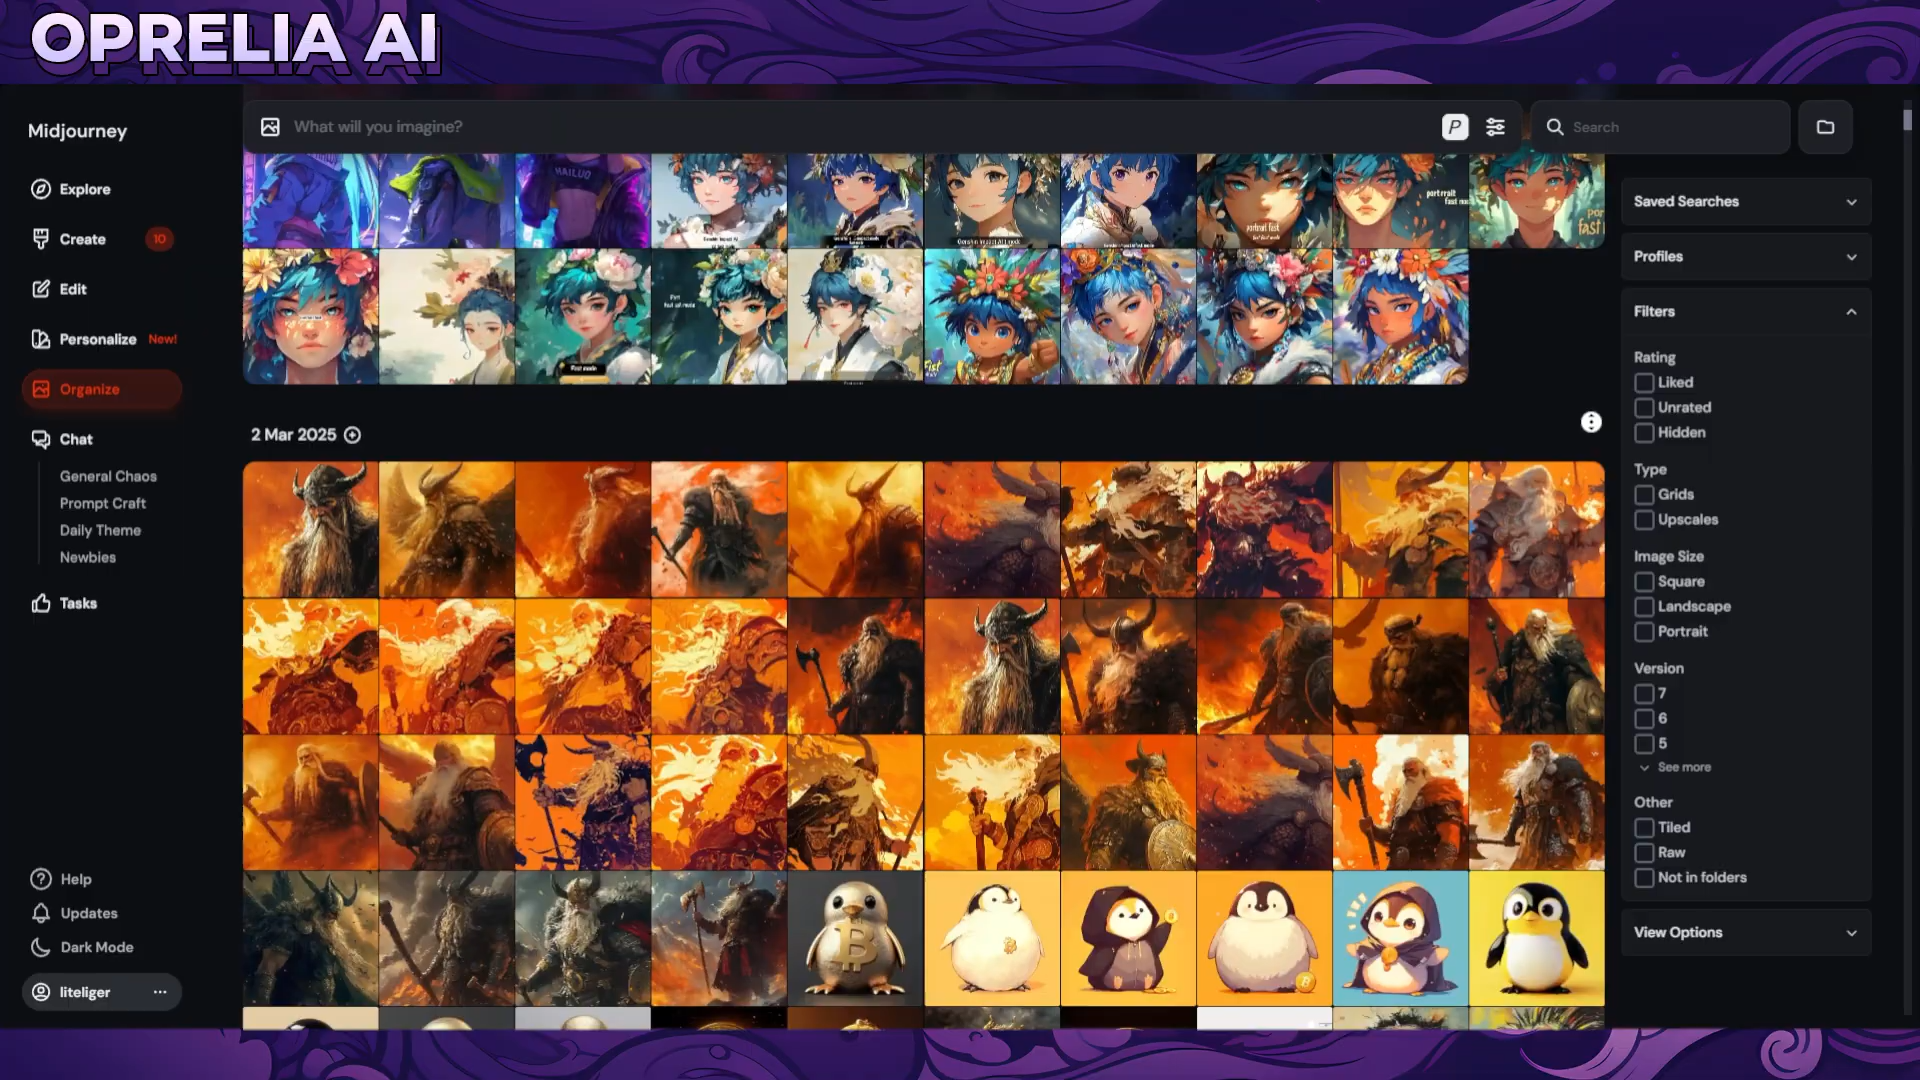 OPRELIA AI
Midjourney
What will you imagine?
P
Search
Explore
Create 10
Edit
Personalize New!
Organize
Chat
General Chaos
Prompt Craft
Daily Theme
Newbies
Tasks
Help
Updates
Dark Mode
liteliger
HAILUO
portrait fast
2 Mar 2025
Saved Searches
Profiles
Filters
Rating
Liked
Unrated
Hidden
Type
Grids
Upscales
Image Size
Square
Landscape
Portrait
Version
7
6
5
See more
Other
Tiled
Raw
Not in folders
View Options